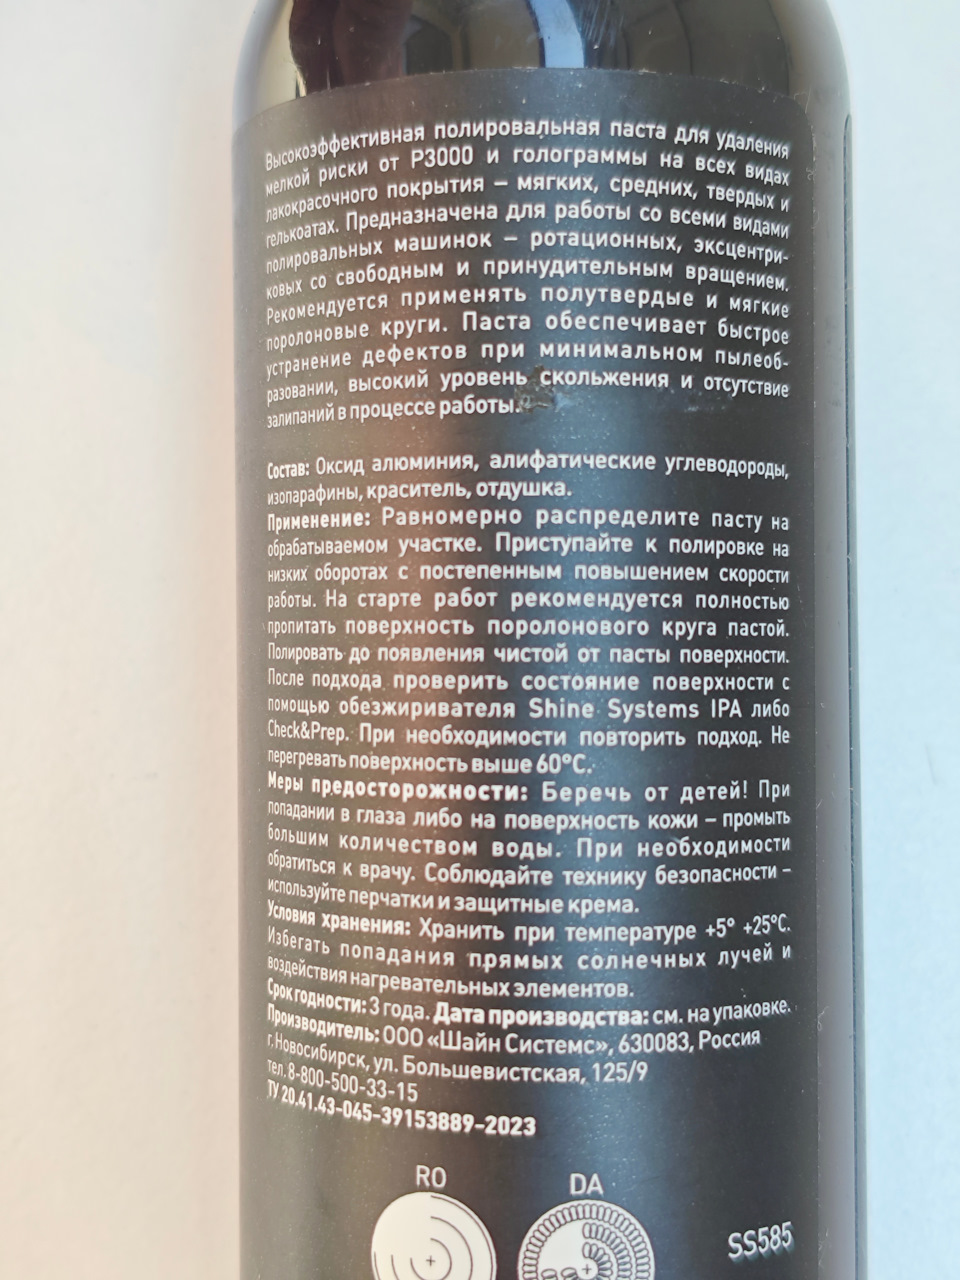 Высокоэффективная полировальная паста для удаления
мелкой риски от P3000 и голограммы на всех видах
лакокрасочного покрытия – мягких, средних, твердых и
гелькоатах. Предназначена для работы со всеми видами
полировальных машинок – ротационных, эксцентри-
ковых со свободным и принудительным вращением.
Рекомендуется применять полутвердые и мягкие
поролоновые круги. Паста обеспечивает быстрое
устранение дефектов при минимальном пылеоб-
разовании, высокий уровень скольжения и отсутствие
залипаний в процессе работы.
Состав: Оксид алюминия, алифатические углеводороды,
изопарафины, краситель, отдушка.
Применение: Равномерно распределите пасту на
обрабатываемом участке. Приступайте к полировке на
низких оборотах с постепенным повышением скорости
работы. На старте работ рекомендуется полностью
пропитать поверхность поролонового круга пастой.
Полировать до появления чистой от пасты поверхности.
После подхода проверить состояние поверхности с
помощью обезжиривателя Shine Systems IPA либо
Check&Prep. При необходимости повторить подход. Не
перегревать поверхность выше 60°C.
Меры предосторожности: Беречь от детей! При
попадании в глаза либо на поверхность кожи – промыть
большим количеством воды. При необходимости
обратиться к врачу. Соблюдайте технику безопасности –
используйте перчатки и защитные крема.
Условия хранения: Хранить при температуре +5° +25°C.
Избегать попадания прямых солнечных лучей и
воздействия нагревательных элементов.
Срок годности: 3 года. Дата производства: см. на упаковке.
Производитель: ООО «Шайн Системс», 630083, Россия
г. Новосибирск, ул. Большевистская, 125/9
тел. 8-800-500-33-15
ТУ 20.41.43-045-39153889-2023
RO DA
SS585